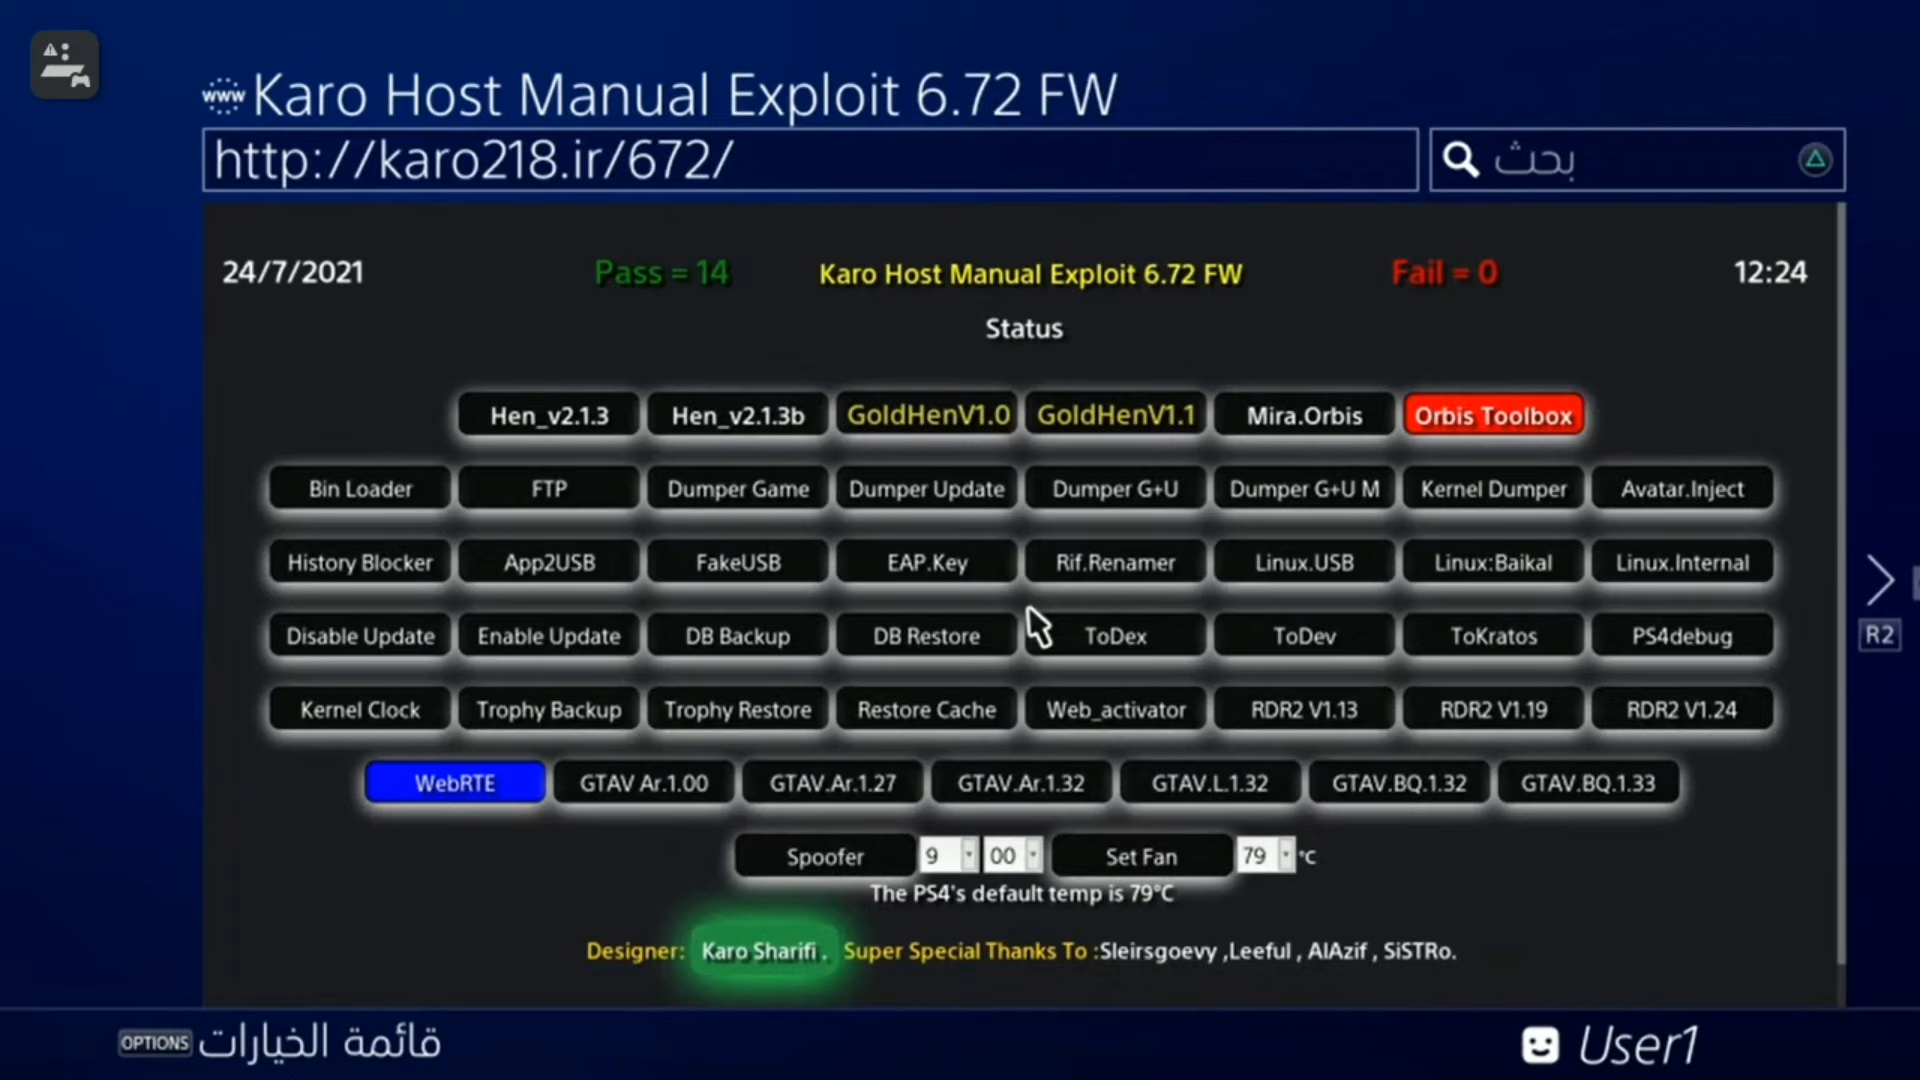 www Karo Host Manual Exploit 6.72 FW
http://karo218.ir/672/
بحث
24/7/2021 Pass = 14 Karo Host Manual Exploit 6.72 FW Fail = 0 12:24
Status
Hen_v2.1.3 Hen_v2.1.3b GoldHenV1.0 GoldHenV1.1 Mira.Orbis Orbis Toolbox
Bin Loader FTP Dumper Game Dumper Update Dumper G+U Dumper G+U M Kernel Dumper Avatar.Inject
History Blocker App2USB FakeUSB EAP.Key Rif.Renamer Linux.USB Linux:Baikal Linux.Internal
Disable Update Enable Update DB Backup DB Restore ToDex ToDev ToKratos PS4debug
R2
Kernel Clock Trophy Backup Trophy Restore Restore Cache Web_activator RDR2 V1.13 RDR2 V1.19 RDR2 V1.24
WebRTE GTAV Ar.1.00 GTAV.Ar.1.27 GTAV.Ar.1.32 GTAV.L.1.32 GTAV.BQ.1.32 GTAV.BQ.1.33
Spoofer 9 00 Set Fan 79 °C
The PS4's default temp is 79°C
Designer: Karo Sharifi . Super Special Thanks To :Sleirsgoevy ,Leeful , AlAzif , SiSTRo.
OPTIONS قائمة الخيارات
User1